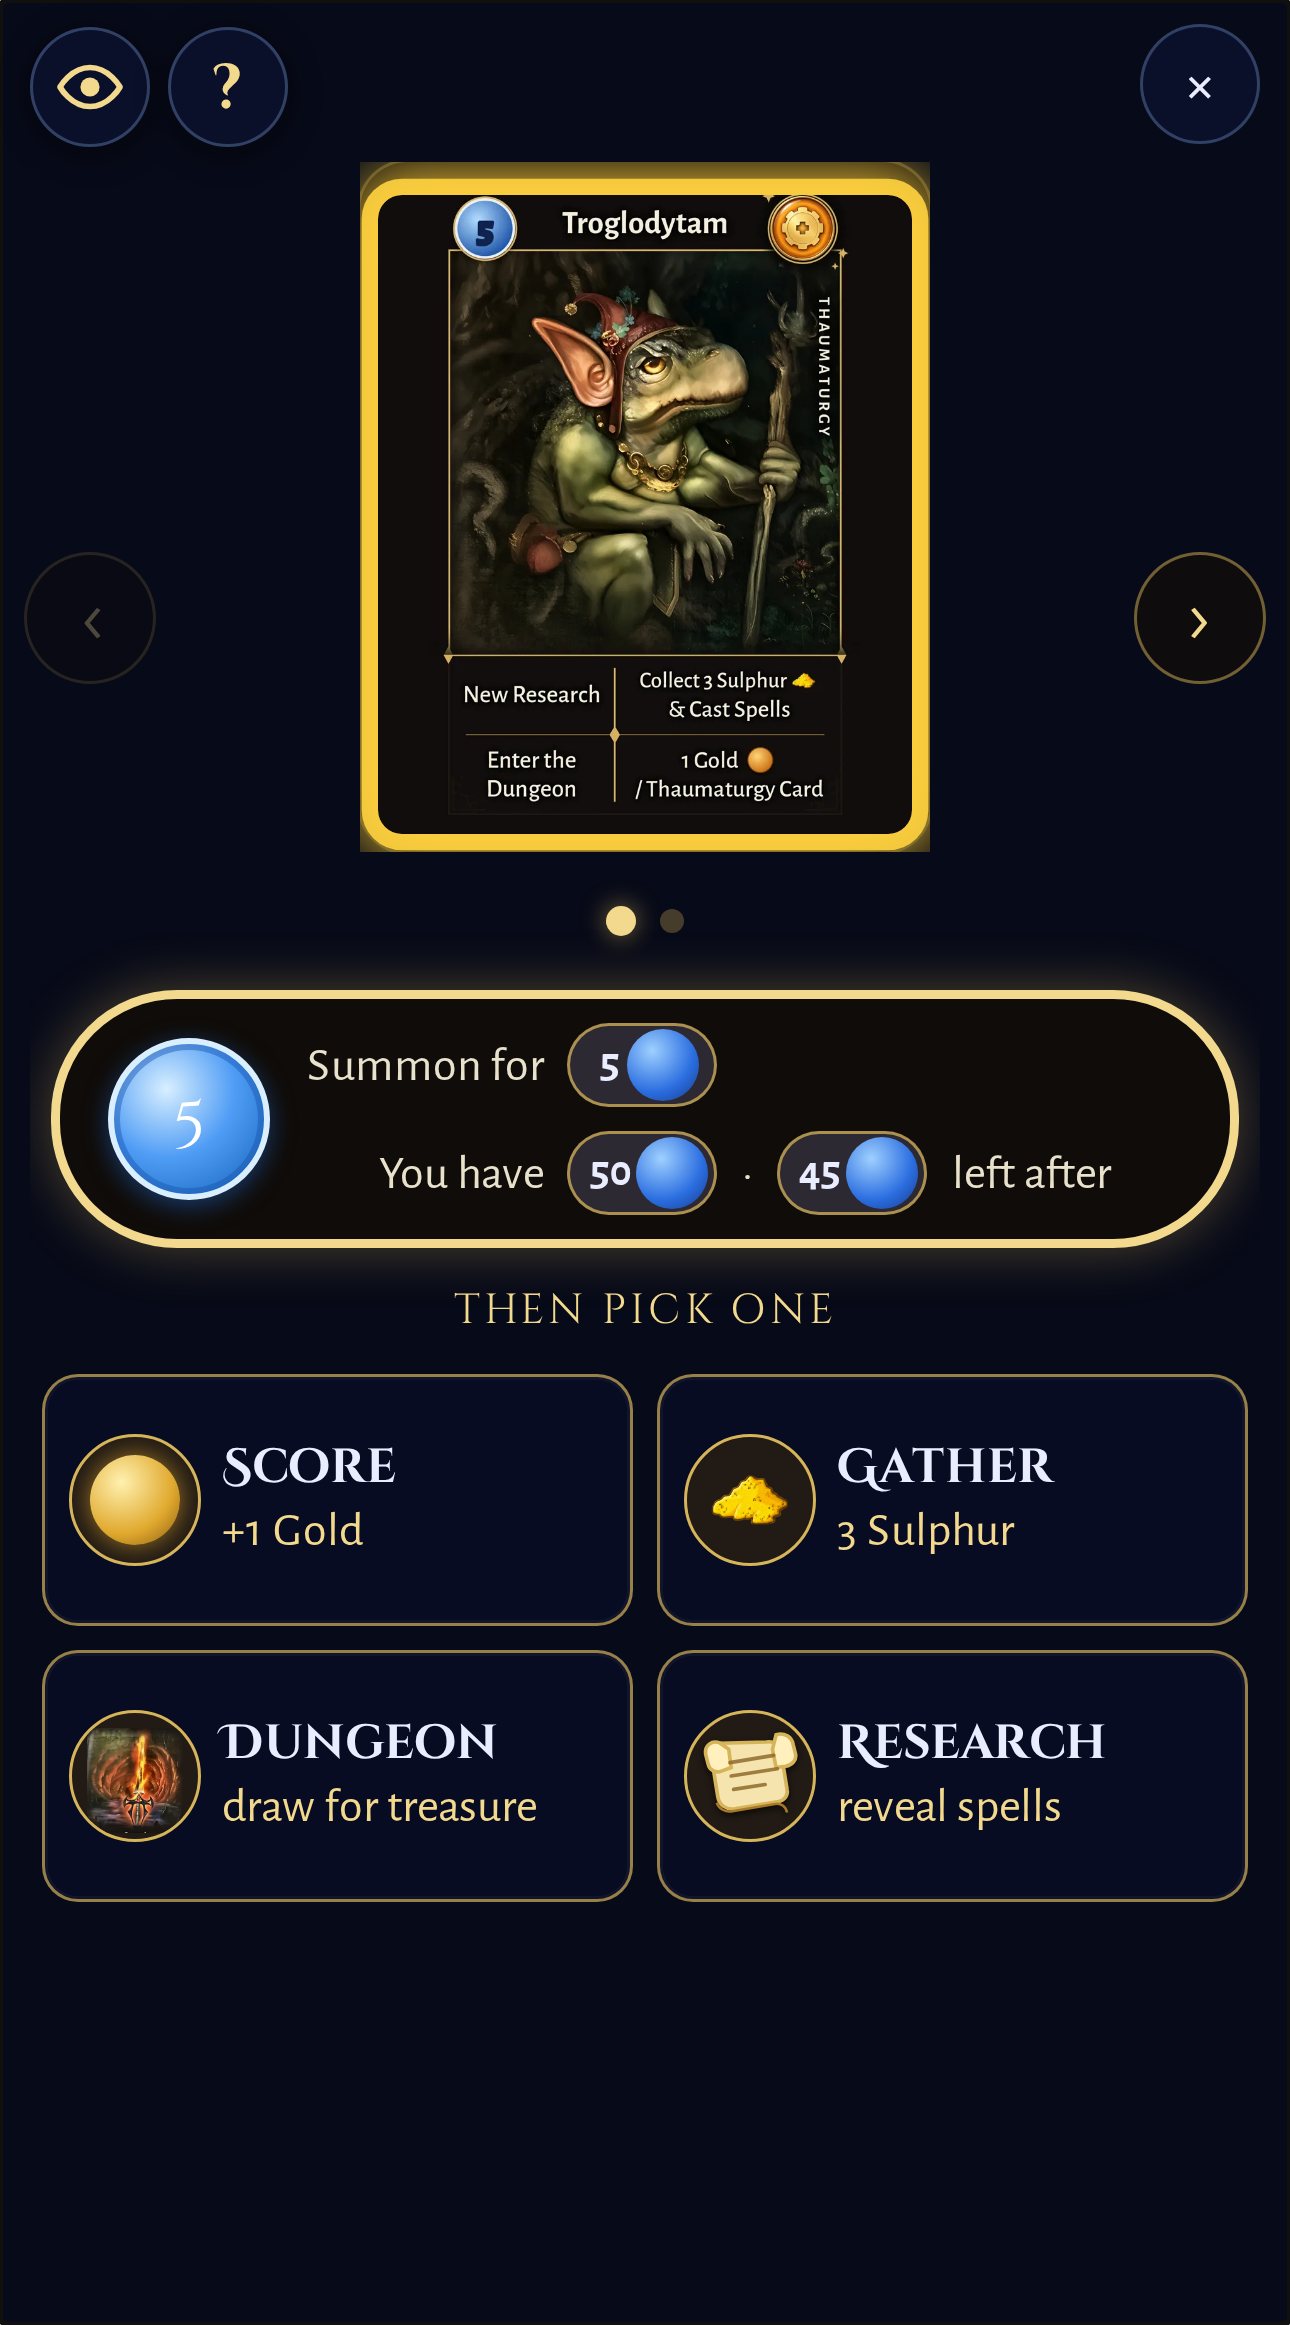 ?
×
5
Troglodytam
THAUMATURGY
New Research
Collect 3 Sulphur
& Cast Spells
Enter the
Dungeon
1 Gold
/ Thaumaturgy Card
‹
›
5
Summon for 5
You have 50 · 45 left after
THEN PICK ONE
SCORE
+1 Gold
GATHER
3 Sulphur
DUNGEON
draw for treasure
RESEARCH
reveal spells